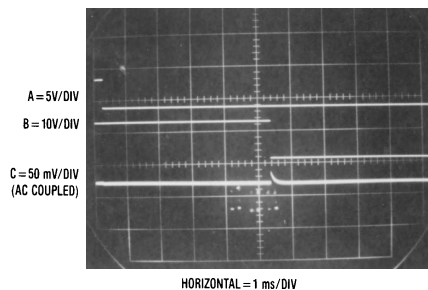 A = 5V/DIV
B = 10V/DIV
C = 50 mV/DIV
(AC COUPLED)
HORIZONTAL = 1 ms/DIV